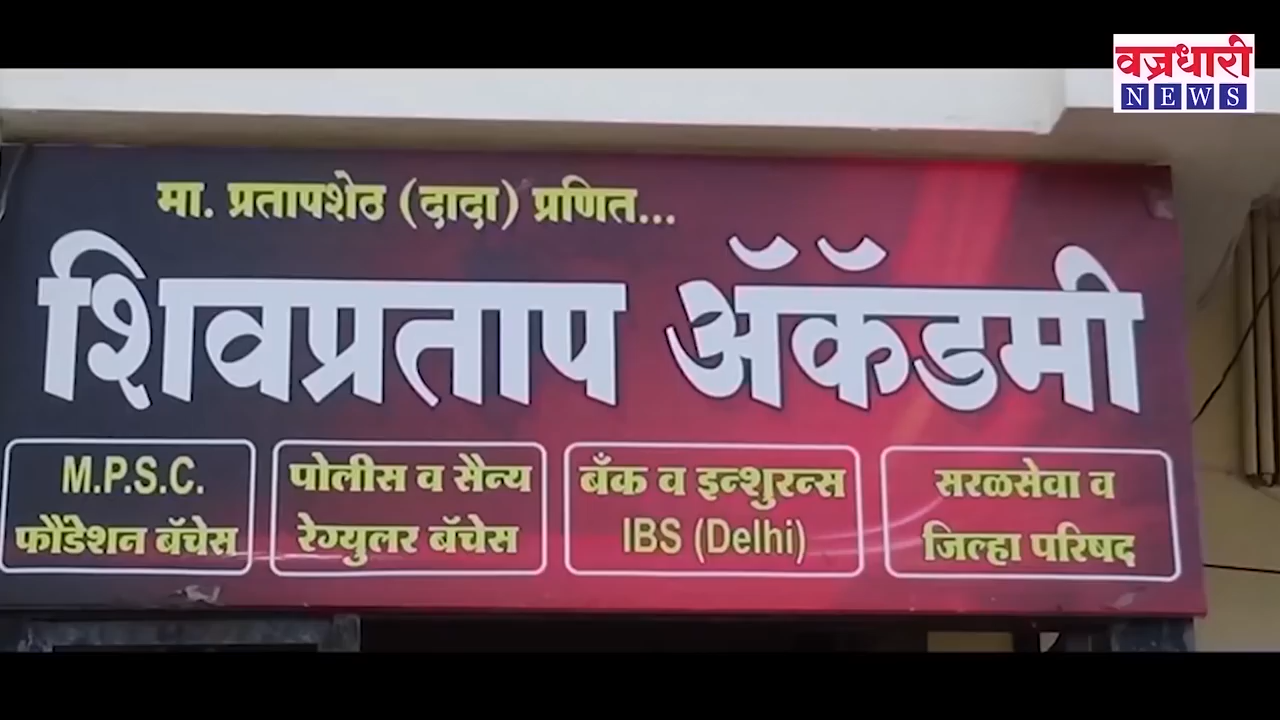 वज्रधारी
NEWS
मा. प्रतापशेठ (दादा) प्रणित...
शिवप्रताप ॲकॅडमी
M.P.S.C.
फौंडेशन बॅचेस
पोलीस व सैन्य
रेग्युलर बॅचेस
बँक व इन्शुरन्स
IBS (Delhi)
सरळसेवा व
जिल्हा परिषद